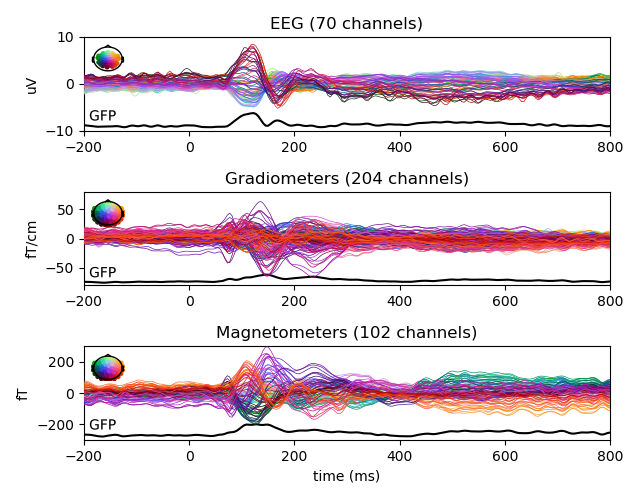 EEG (70 channels)
10
0
−10
uV
GFP
−200 0 200 400 600 800
Gradiometers (204 channels)
50
0
−50
fT/cm
GFP
−200 0 200 400 600 800
Magnetometers (102 channels)
200
0
−200
fT
GFP
−200 0 200 400 600 800
time (ms)